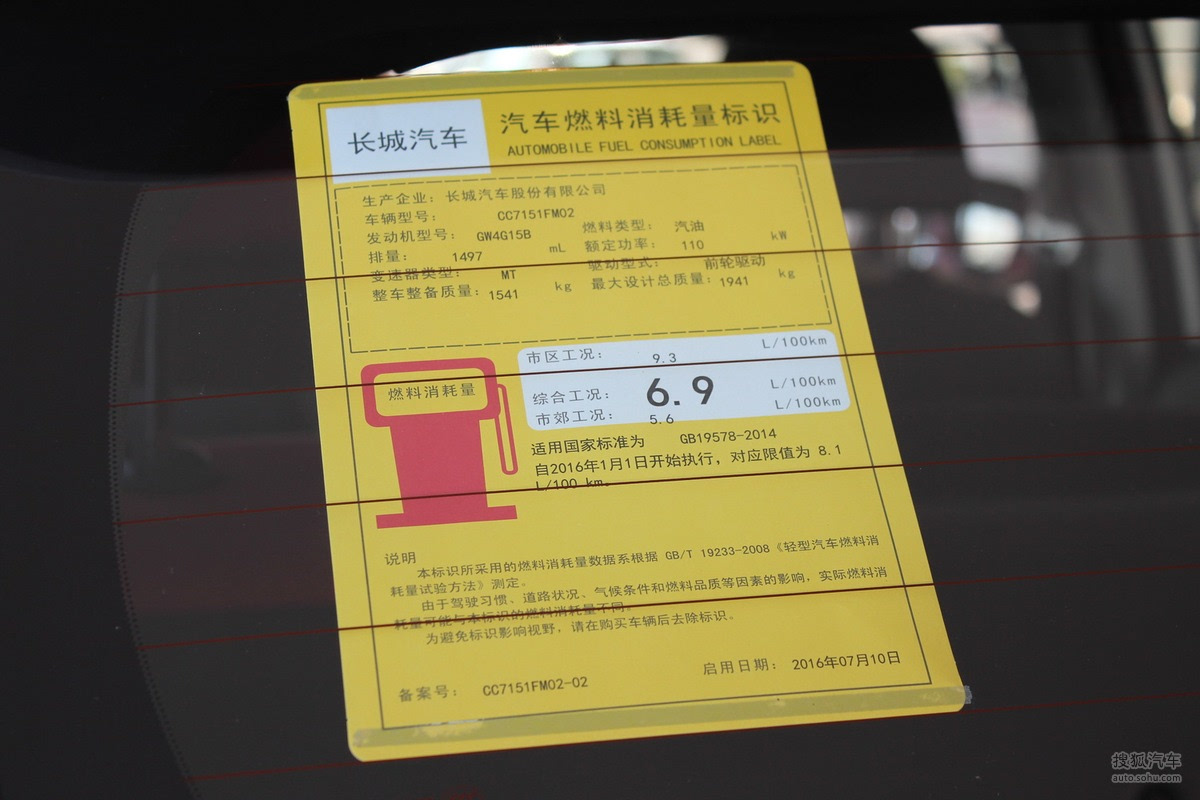 长城汽车
汽车燃料消耗量标识
AUTOMOBILE FUEL CONSUMPTION LABEL
生产企业：长城汽车股份有限公司
车辆型号： CC7151FM02
发动机型号： GW4G15B 燃料类型： 汽油
排量： 1497 mL 额定功率： 110 kW
变速器类型： MT 驱动型式： 前轮驱动
整车整备质量：1541 kg 最大设计总质量：1941 kg
燃料消耗量
市区工况： 9.3 L/100km
综合工况： 6.9 L/100km
市郊工况： 5.6 L/100km
适用国家标准为 GB19578-2014
自2016年1月1日开始执行，对应限值为 8.1
L/100 km。
说明
本标识所采用的燃料消耗量数据系根据 GB/T 19233-2008《轻型汽车燃料消
耗量试验方法》测定。
由于驾驶习惯、道路状况、气候条件和燃料品质等因素的影响，实际燃料消
耗量可能与本标识的燃料消耗量不同。
为避免标识影响视野，请在购买车辆后去除标识。
备案号： CC7151FM02-02 启用日期： 2016年07月10日
搜狐汽车
auto.sohu.com